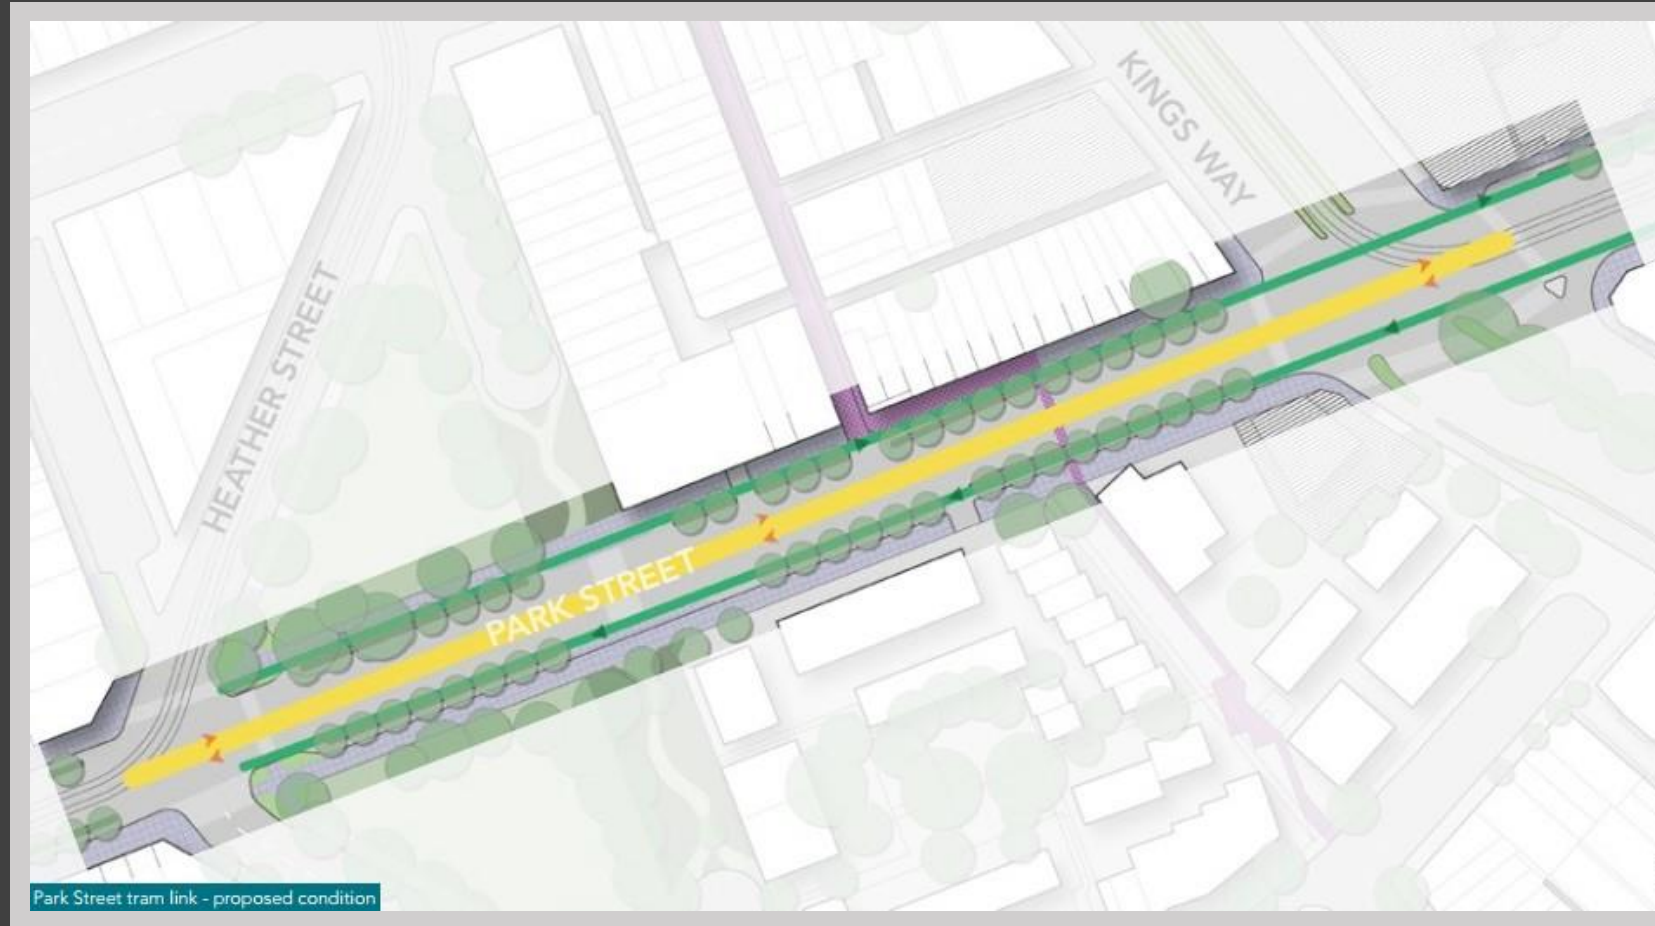 KINGS WAY
HEATHER STREET
PARK STREET
Park Street tram link - proposed condition